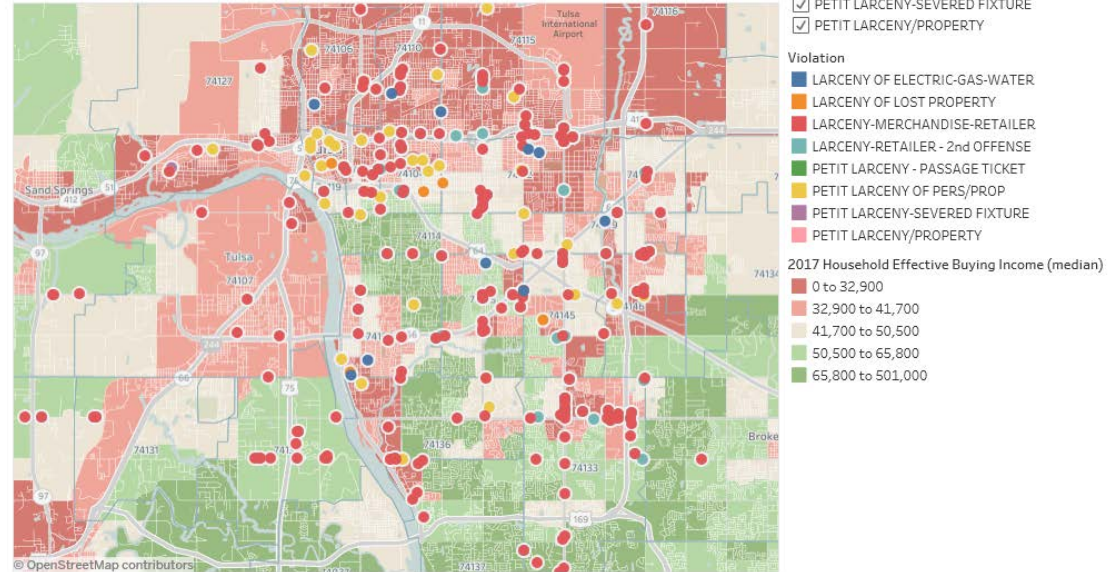 PETIT LARCENY-SEVERED FIXTURE
PETIT LARCENY/PROPERTY
Violation
LARCENY OF ELECTRIC-GAS-WATER
LARCENY OF LOST PROPERTY
LARCENY-MERCHANDISE-RETAILER
LARCENY-RETAILER - 2nd OFFENSE
PETIT LARCENY - PASSAGE TICKET
PETIT LARCENY OF PERS/PROP
PETIT LARCENY-SEVERED FIXTURE
PETIT LARCENY/PROPERTY
2017 Household Effective Buying Income (median)
0 to 32,900
32,900 to 41,700
41,700 to 50,500
50,500 to 65,800
65,800 to 501,000
Tulsa
International
Airport
74116
11
74115
74106
74110
74127
244
Sand Springs
51
412
97
74114
Tulsa
74107
74134
74145
244
66
75
74136
Broke
74131
74133
97
169
74137
© OpenStreetMap contributors